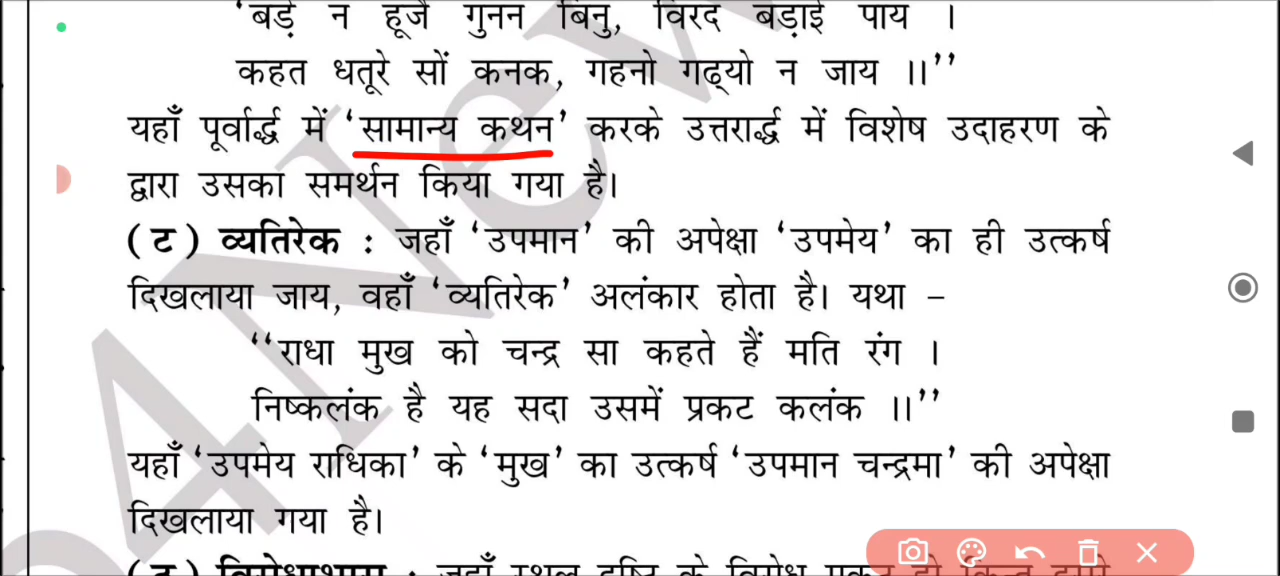 ‘बड़े न हूजै गुनन बिनु, विरद बड़ाई पाय ।
कहत धतूरे सों कनक, गहनो गढ्यो न जाय ।।’’
यहाँ पूर्वार्द्ध में ‘सामान्य कथन’ करके उत्तरार्द्ध में विशेष उदाहरण के
द्वारा उसका समर्थन किया गया है।
(ट) व्यतिरेक : जहाँ ‘उपमान’ की अपेक्षा ‘उपमेय’ का ही उत्कर्ष
दिखलाया जाय, वहाँ ‘व्यतिरेक’ अलंकार होता है। यथा –
‘‘राधा मुख को चन्द्र सा कहते हैं मति रंग ।
निष्कलंक है यह सदा उसमें प्रकट कलंक ।।’’
यहाँ ‘उपमेय राधिका’ के ‘मुख’ का उत्कर्ष ‘उपमान चन्द्रमा’ की अपेक्षा
दिखलाया गया है।
विरोधाभास : जहाँ स्थूल दृष्टि के विरोध प्रकट हो किन्तु